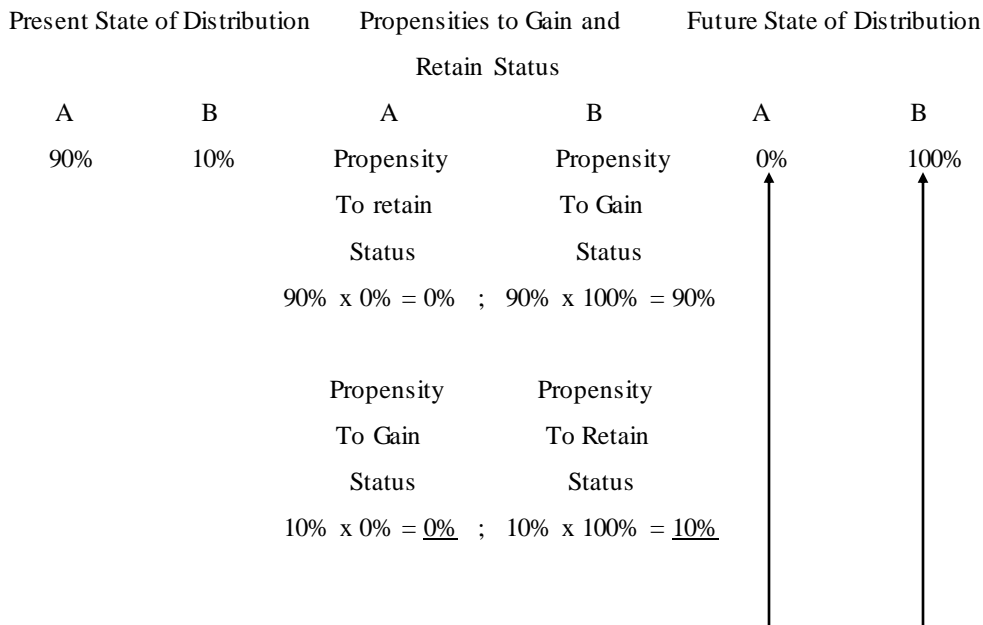 Present State of Distribution Propensities to Gain and Future State of Distribution
Retain Status
A B A B A B
90% 10% Propensity Propensity 0% 100%
To retain To Gain
Status Status
90% x 0% = 0% ; 90% x 100% = 90%
Propensity Propensity
To Gain To Retain
Status Status
10% x 0% = 0% ; 10% x 100% = 10%